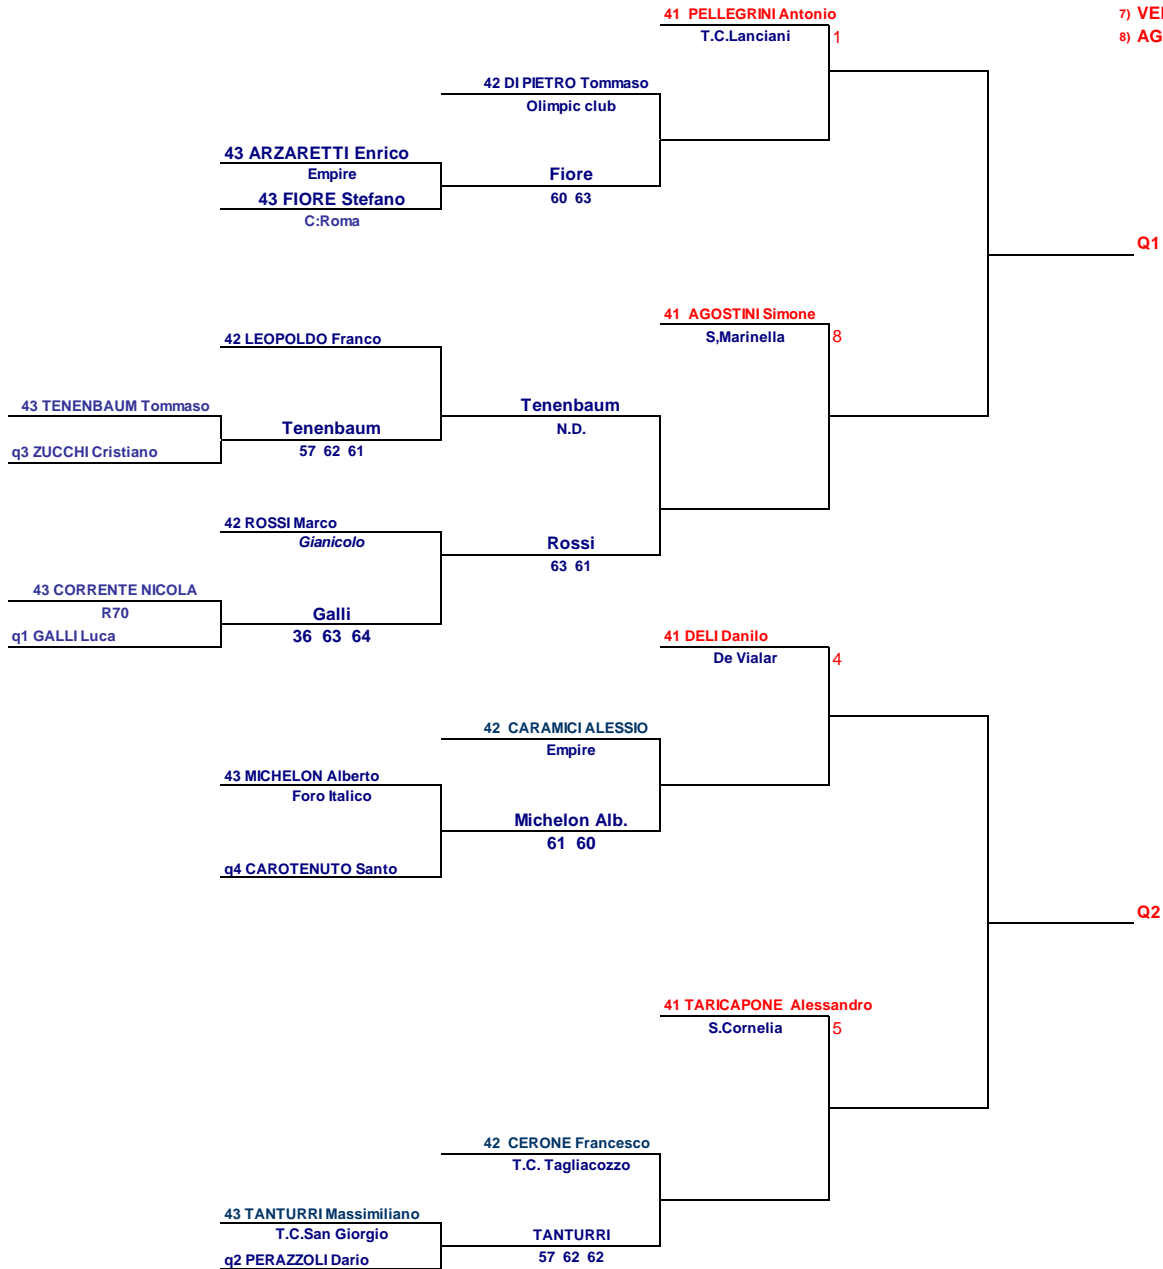 41 PELLEGRINI Antonio
7) VE
T.C.Lanciani
1
8) AG
42 DI PIETRO Tommaso
Olimpic club
43 ARZARETTI Enrico
Empire
Fiore
43 FIORE Stefano
60 63
C:Roma
Q1
41 AGOSTINI Simone
42 LEOPOLDO Franco
S,Marinella
8
43 TENENBAUM Tommaso
Tenenbaum
Tenenbaum
N.D.
q3 ZUCCHI Cristiano
57 62 61
42 ROSSI Marco
Gianicolo
Rossi
63 61
43 CORRENTE NICOLA
R70
Galli
q1 GALLI Luca
36 63 64
41 DELI Danilo
De Vialar
4
42 CARAMICI ALESSIO
Empire
43 MICHELON Alberto
Foro Italico
Michelon Alb.
61 60
q4 CAROTENUTO Santo
Q2
41 TARICAPONE Alessandro
S.Cornelia
5
42 CERONE Francesco
T.C. Tagliacozzo
43 TANTURRI Massimiliano
T.C.San Giorgio
TANTURRI
q2 PERAZZOLI Dario
57 62 62